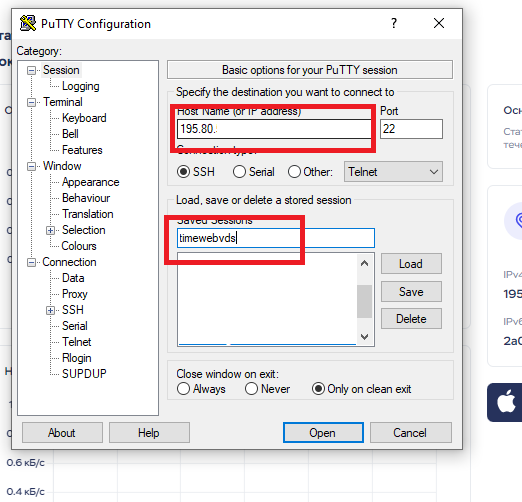 PuTTY Configuration
?
Category:
Session
Logging
Terminal
Keyboard
Bell
Features
Window
Appearance
Behaviour
Translation
Selection
Colours
Connection
Data
Proxy
SSH
Serial
Telnet
Rlogin
SUPDUP
Basic options for your PuTTY session
Specify the destination you want to connect to
Host Name (or IP address)
Port
195.80.
22
Connection type:
SSH
Serial
Other:
Telnet
Load, save or delete a stored session
Saved Sessions
timewebvds
Load
Save
Delete
Close window on exit:
Always
Never
Only on clean exit
About
Help
Open
Cancel
Осн
Стат
тече
IPv4
195
IPv6
2a0
0.6 кБ/с
0.4 кБ/с